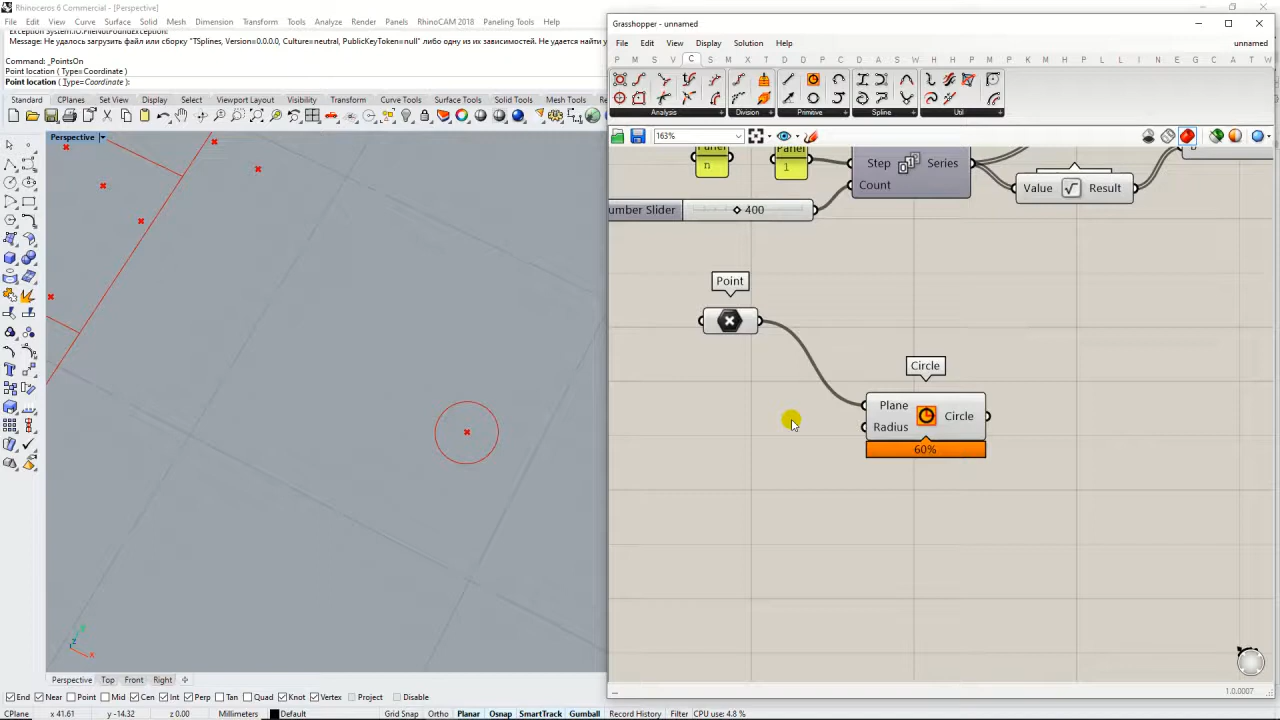 Rhinoceros 6 Commercial - [Perspective]
File Edit View Curve Surface Solid Mesh Dimension Transform Tools Analyze Render Panels RhinoCAM 2018 Paneling Tools Help
Message: Не удалось загрузить файл или сборку "TSplines, Version=0.0.0.0, Culture=neutral, PublicKeyToken=null" либо одну из их зависимостей. Не удается найти у
Command: _PointsOn
Point location ( Type=Coordinate )
Point location ( Type=Coordinate ):
Standard CPlanes Set View Display Select Viewport Layout Visibility Transform Curve Tools Surface Tools Solid Tools Mesh Tools
Perspective
z
x
Perspective Top Front Right
End Near Point Mid Cen Int Perp Tan Quad Knot Vertex Project Disable
CPlane x 41.61 y -14.32 z 0.00 Millimeters Default Grid Snap Ortho Planar Osnap SmartTrack Gumball Record History Filter CPU use: 4.8 %
Grasshopper - unnamed
File Edit View Display Solution Help
unnamed
P M S V C S M X T D A M P M N K H E D A M F L L B L T E H M A E I E S S D T W
Analysis Division Primitive Spline Util
163%
Panel
n
Panel
1
Step
Count
Series
Value
Result
umber Slider
400
Point
Circle
Plane
Radius
Circle
60%
1.0.0007